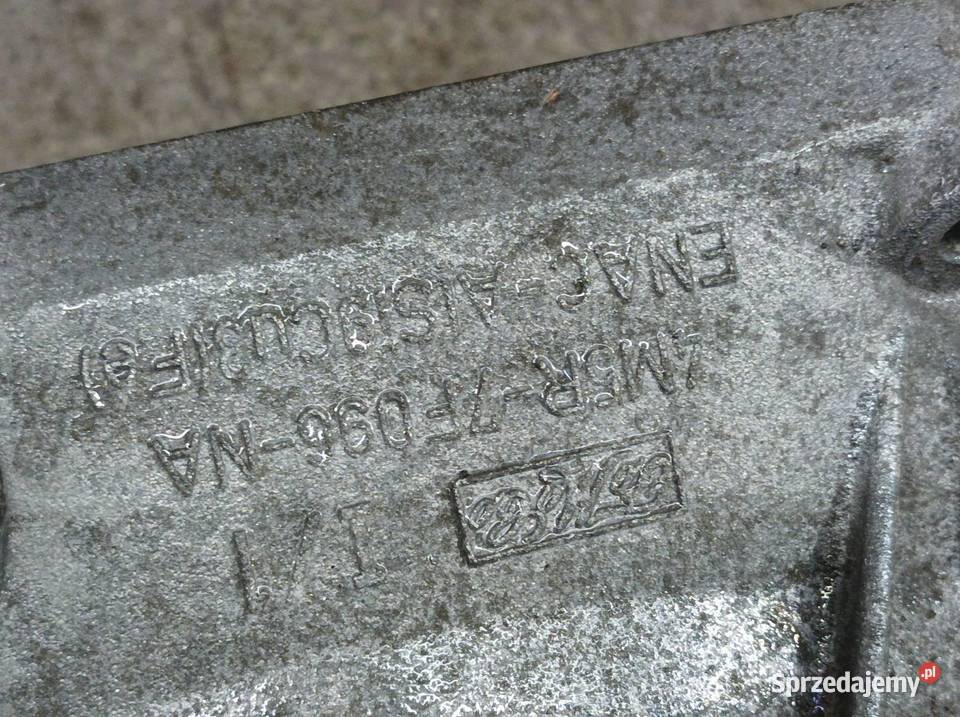 4M5R-7F096-NA
ENAC-AlSi9Cu3(Fe)
Sprzedajemy.pl